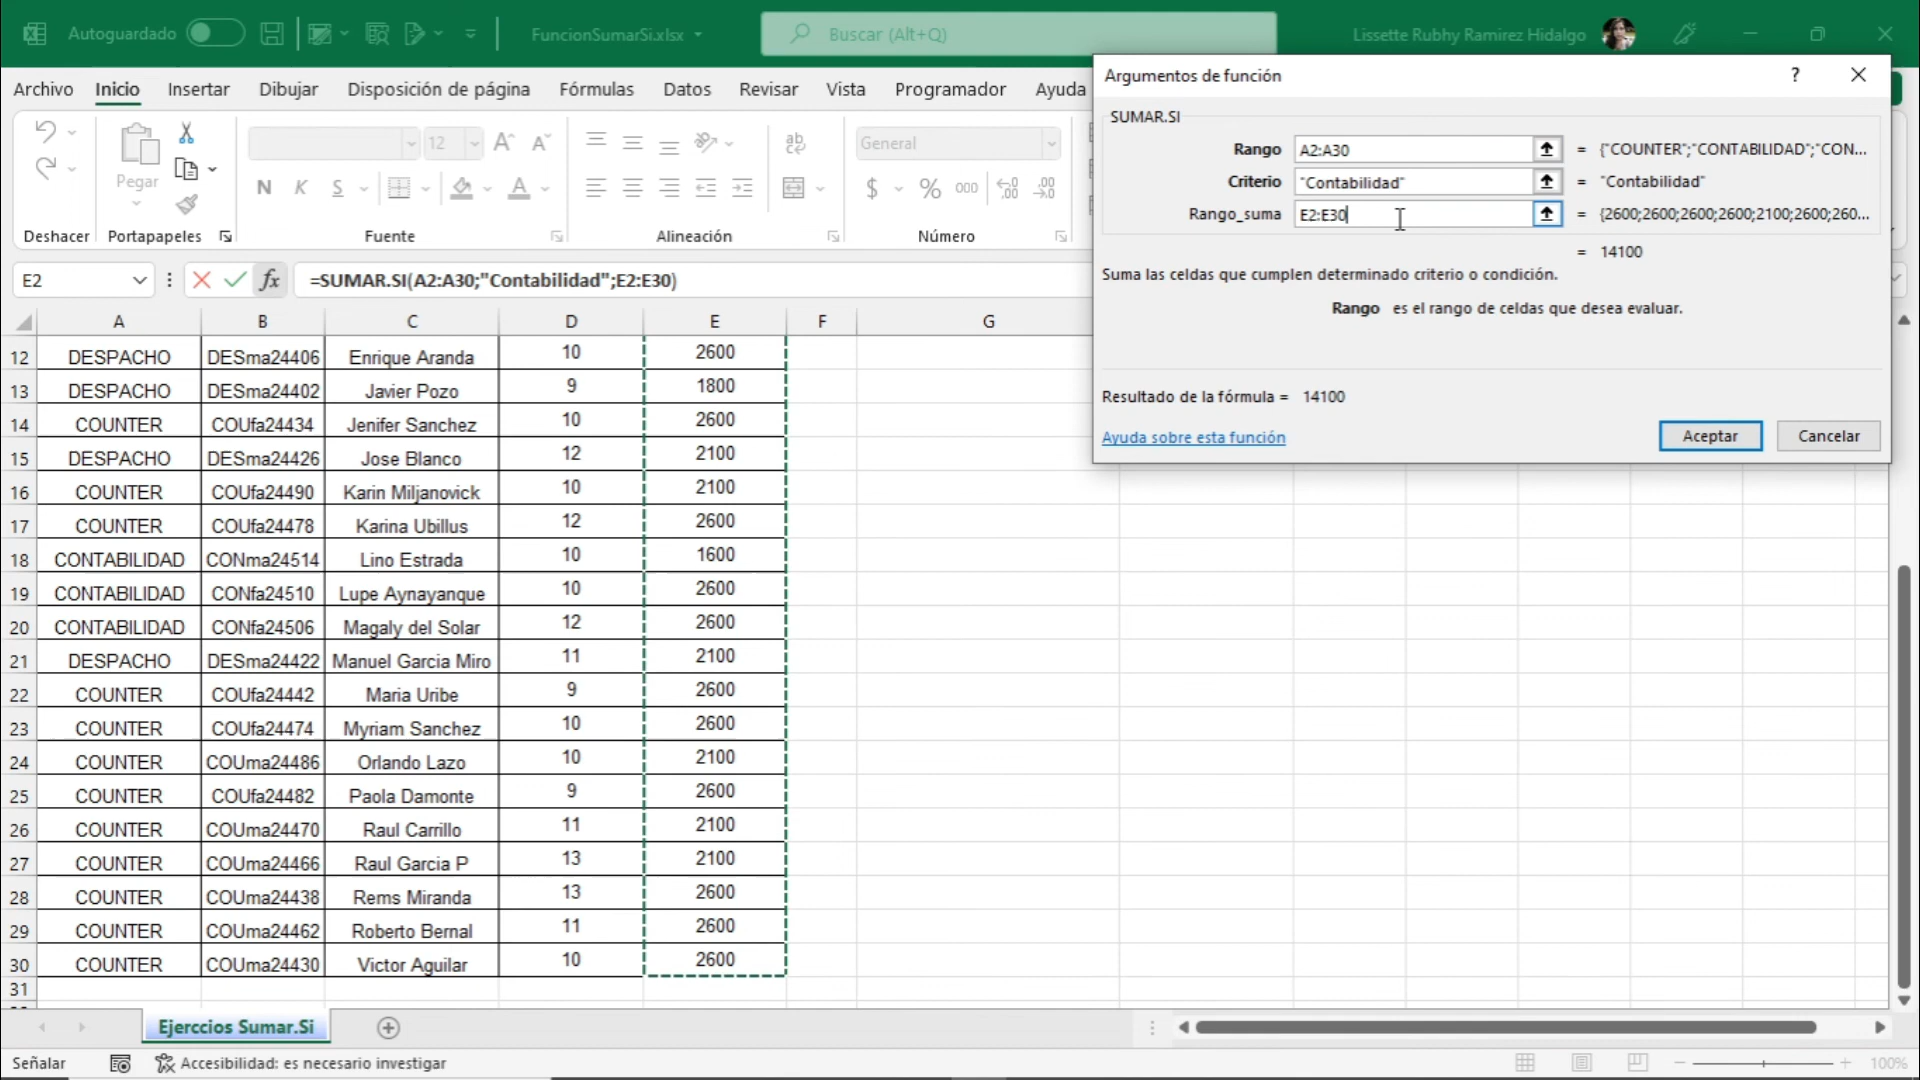 Autoguardado
FuncionSumarSi.xlsx
Buscar (Alt+Q)
Lissette Rubhy Ramirez Hidalgo
Archivo Inicio Insertar Dibujar Disposición de página Fórmulas Datos Revisar Vista Programador Ayuda
Pegar
12
General
N K S
$ % 000
Deshacer Portapapeles Fuente Alineación Número
Argumentos de función
SUMAR.SI
Rango A2:A30 = {"COUNTER";"CONTABILIDAD";"CON...
Criterio "Contabilidad" = "Contabilidad"
Rango_suma E2:E30 = {2600;2600;2600;2600;2100;2600;260...
= 14100
Suma las celdas que cumplen determinado criterio o condición.
Rango es el rango de celdas que desea evaluar.
Resultado de la fórmula = 14100
Ayuda sobre esta función
Aceptar Cancelar
E2 fx =SUMAR.SI(A2:A30;"Contabilidad";E2:E30)
A B C D E F G
12 DESPACHO DESma24406 Enrique Aranda 10 2600
13 DESPACHO DESma24402 Javier Pozo 9 1800
14 COUNTER COUfa24434 Jenifer Sanchez 10 2600
15 DESPACHO DESma24426 Jose Blanco 12 2100
16 COUNTER COUfa24490 Karin Miljanovick 10 2100
17 COUNTER COUfa24478 Karina Ubillus 12 2600
18 CONTABILIDAD CONma24514 Lino Estrada 10 1600
19 CONTABILIDAD CONfa24510 Lupe Aynayanque 10 2600
20 CONTABILIDAD CONfa24506 Magaly del Solar 12 2600
21 DESPACHO DESma24422 Manuel Garcia Miro 11 2100
22 COUNTER COUfa24442 Maria Uribe 9 2600
23 COUNTER COUfa24474 Myriam Sanchez 10 2600
24 COUNTER COUma24486 Orlando Lazo 10 2100
25 COUNTER COUfa24482 Paola Damonte 9 2600
26 COUNTER COUma24470 Raul Carrillo 11 2100
27 COUNTER COUma24466 Raul Garcia P 13 2100
28 COUNTER COUma24438 Rems Miranda 13 2600
29 COUNTER COUma24462 Roberto Bernal 11 2600
30 COUNTER COUma24430 Victor Aguilar 10 2600
31
Ejerccios Sumar.Si
Señalar
Accesibilidad: es necesario investigar
100%